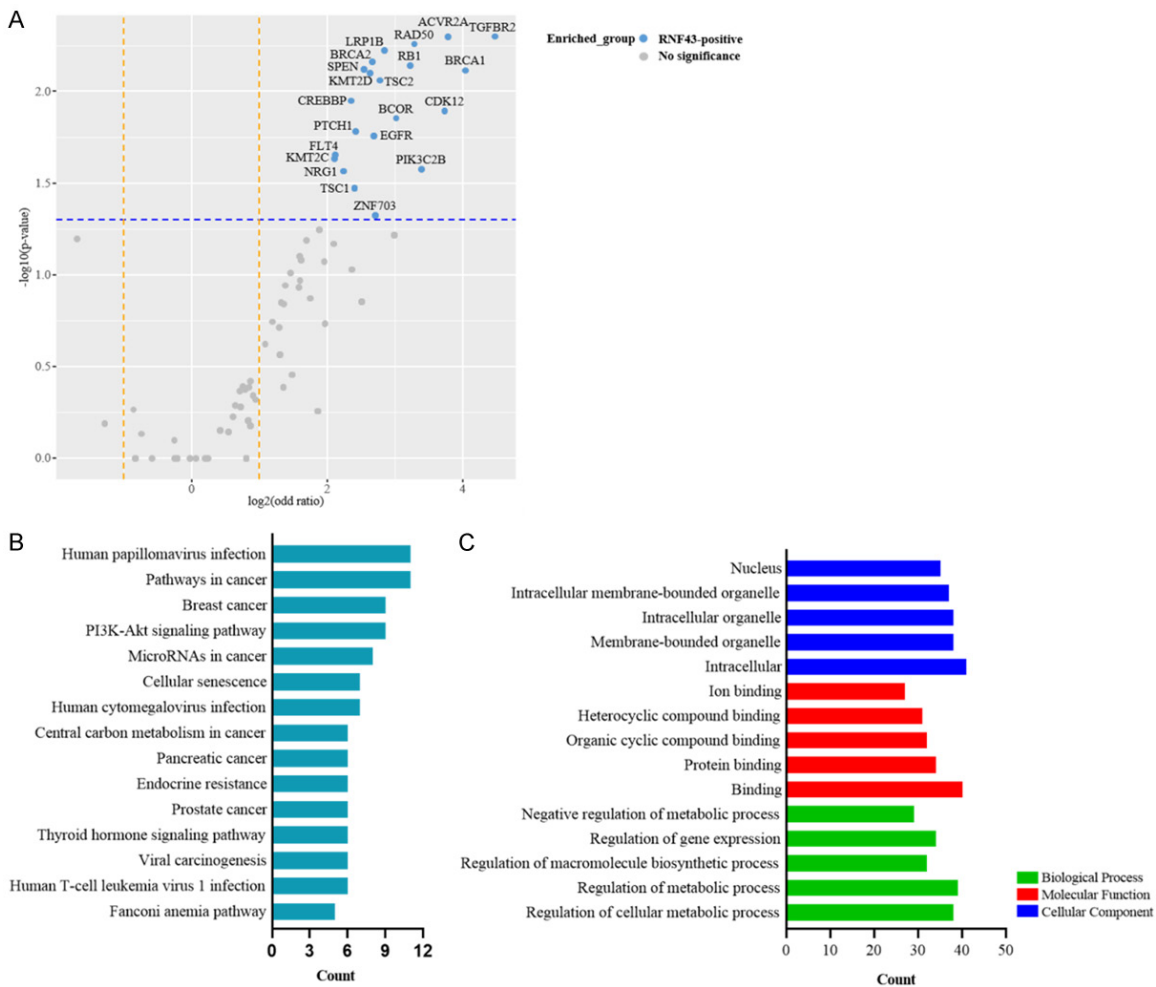 A
ACVR2A
TGFBR2
RAD50
LRP1B
BRCA2
RB1
SPEN
BRCA1
KMT2D
TSC2
CREBBP
CDK12
BCOR
PTCH1
EGFR
FLT4
KMT2C
PIK3C2B
NRG1
TSC1
ZNF703
Enriched_group
RNF43-positive
No significance
2.0
1.5
1.0
0.5
0.0
-log10(p-value)
0 2 4
log2(odd ratio)
B
Human papillomavirus infection
Pathways in cancer
Breast cancer
PI3K-Akt signaling pathway
MicroRNAs in cancer
Cellular senescence
Human cytomegalovirus infection
Central carbon metabolism in cancer
Pancreatic cancer
Endocrine resistance
Prostate cancer
Thyroid hormone signaling pathway
Viral carcinogenesis
Human T-cell leukemia virus 1 infection
Fanconi anemia pathway
0 3 6 9 12
Count
C
Nucleus
Intracellular membrane-bounded organelle
Intracellular organelle
Membrane-bounded organelle
Intracellular
Ion binding
Heterocyclic compound binding
Organic cyclic compound binding
Protein binding
Binding
Negative regulation of metabolic process
Regulation of gene expression
Regulation of macromolecule biosynthetic process
Regulation of metabolic process
Regulation of cellular metabolic process
0 10 20 30 40 50
Count
Biological Process
Molecular Function
Cellular Component